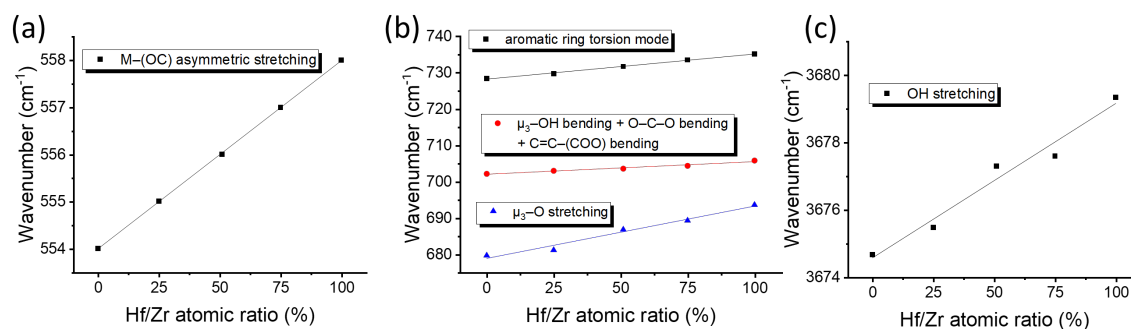 (a)
M–(OC) asymmetric stretching
Wavenumber (cm⁻¹)
558
557
556
555
554
0 25 50 75 100
Hf/Zr atomic ratio (%)
(b)
aromatic ring torsion mode
μ₃–OH bending + O–C–O bending
+ C=C–(COO) bending
μ₃–O stretching
Wavenumber (cm⁻¹)
740
730
720
710
700
690
680
0 25 50 75 100
Hf/Zr atomic ratio (%)
(c)
OH stretching
Wavenumber (cm⁻¹)
3680
3678
3676
3674
0 25 50 75 100
Hf/Zr atomic ratio (%)